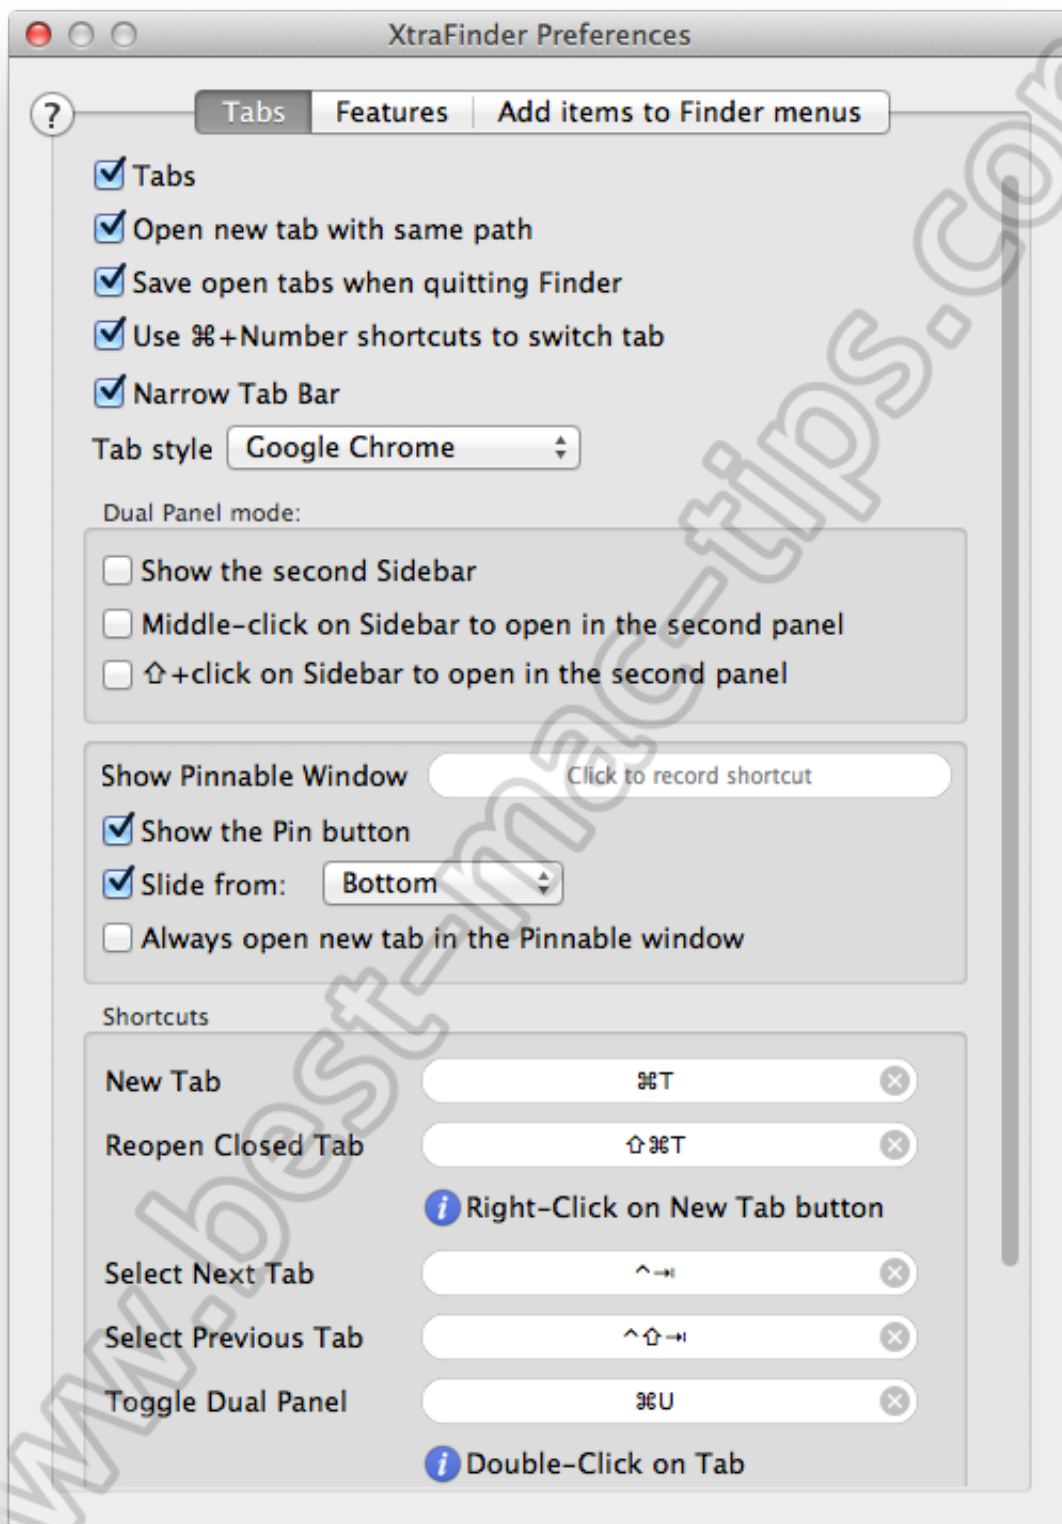 XtraFinder Preferences
?
Tabs Features Add items to Finder menus
Tabs
Open new tab with same path
Save open tabs when quitting Finder
Use ⌘+Number shortcuts to switch tab
Narrow Tab Bar
Tab style Google Chrome
Dual Panel mode:
Show the second Sidebar
Middle-click on Sidebar to open in the second panel
⇧+click on Sidebar to open in the second panel
Show Pinnable Window Click to record shortcut
Show the Pin button
Slide from: Bottom
Always open new tab in the Pinnable window
Shortcuts
New Tab ⌘T
Reopen Closed Tab ⇧⌘T
i Right-Click on New Tab button
Select Next Tab ^⇥
Select Previous Tab ^⇧⇥
Toggle Dual Panel ⌘U
i Double-Click on Tab
www.best-mac-tips.com